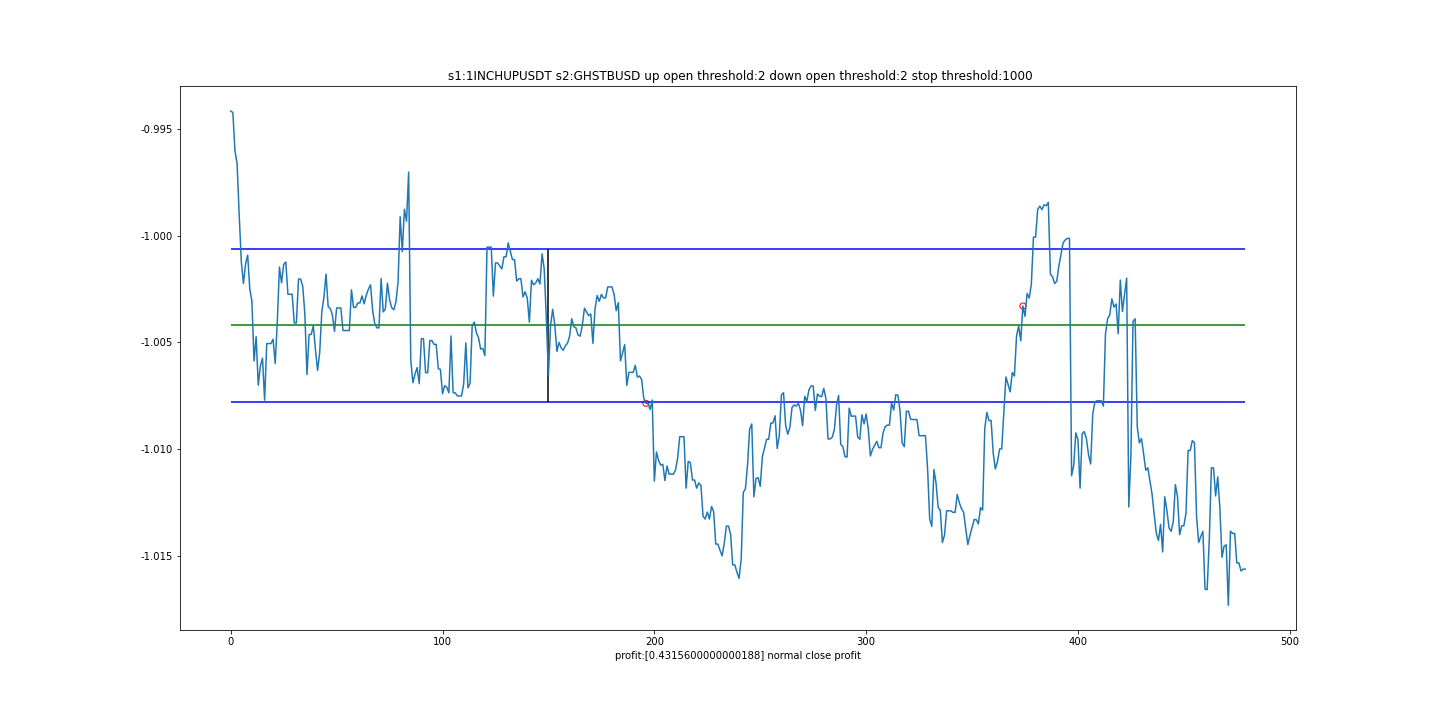 s1:1INCHUPUSDT s2:GHSTBUSD up open threshold:2 down open threshold:2 stop threshold:1000
-0.995
-1.000
-1.005
-1.010
-1.015
0 100 200 300 400 500
profit:[0.4315600000000188] normal close profit